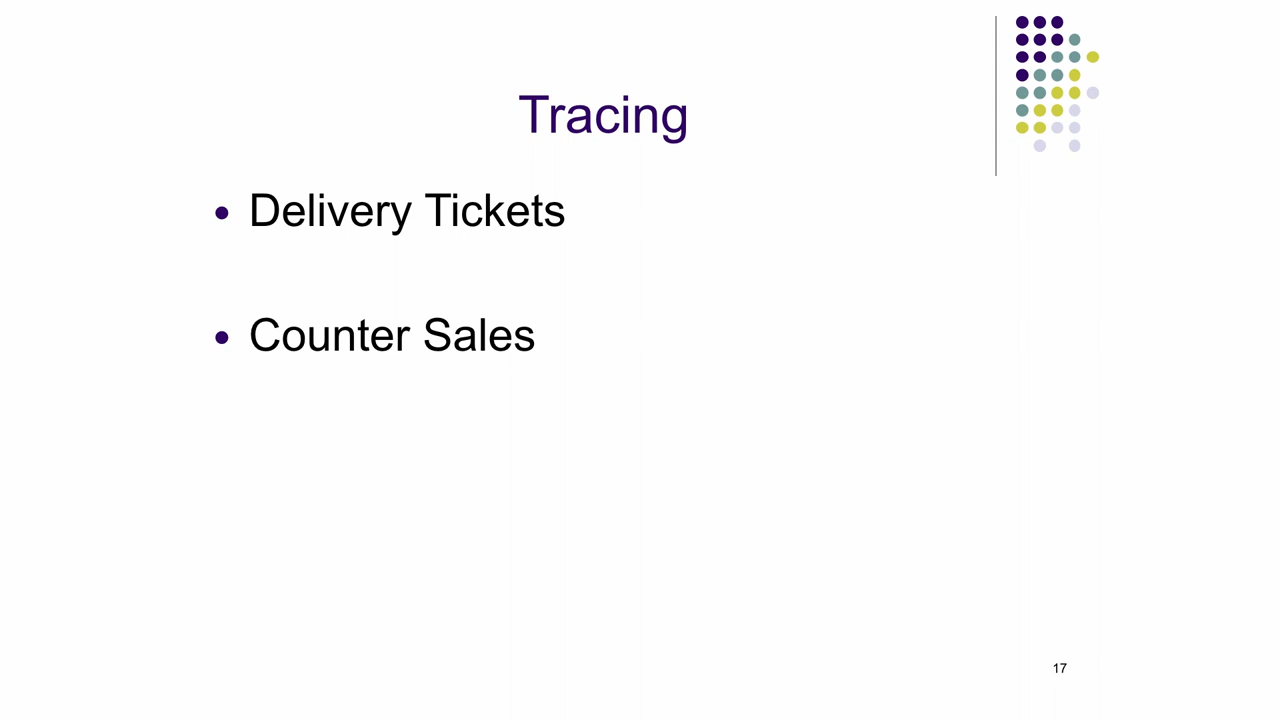 Tracing
• Delivery Tickets
• Counter Sales
17